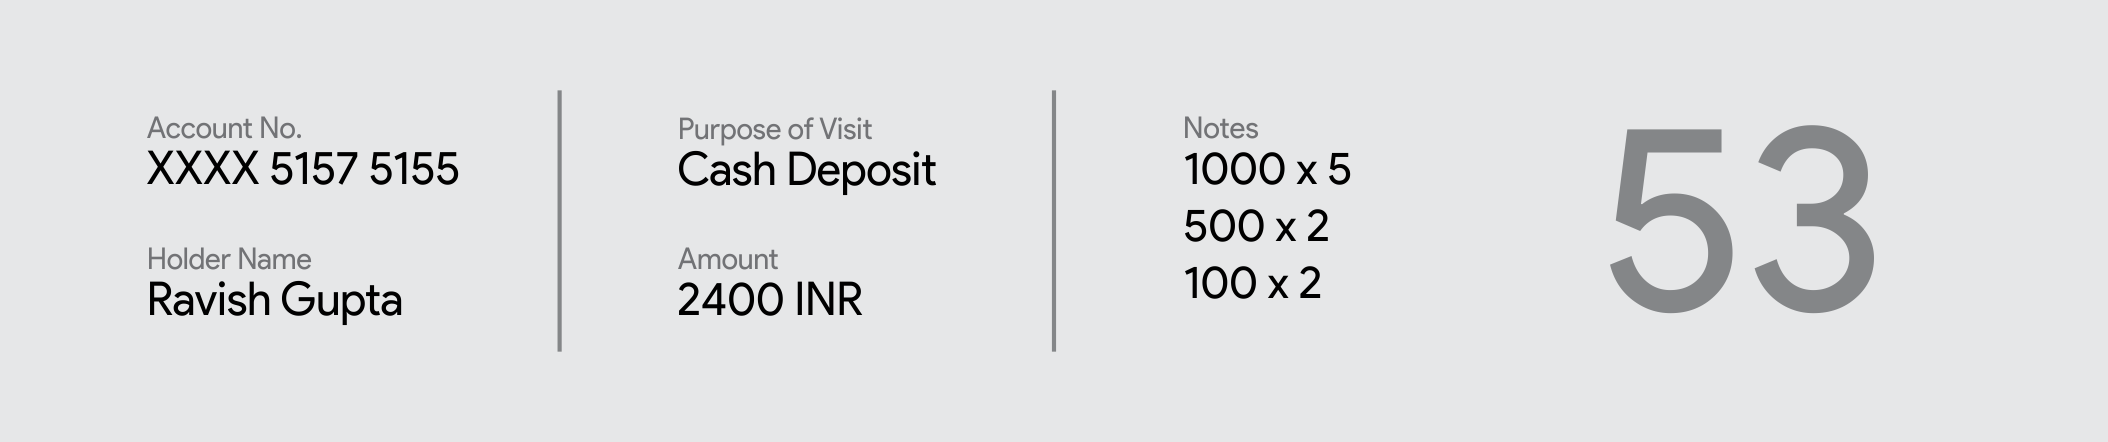 Account No.
XXXX 5157 5155
Holder Name
Ravish Gupta
Purpose of Visit
Cash Deposit
Amount
2400 INR
Notes
1000 x 5
500 x 2
100 x 2
53